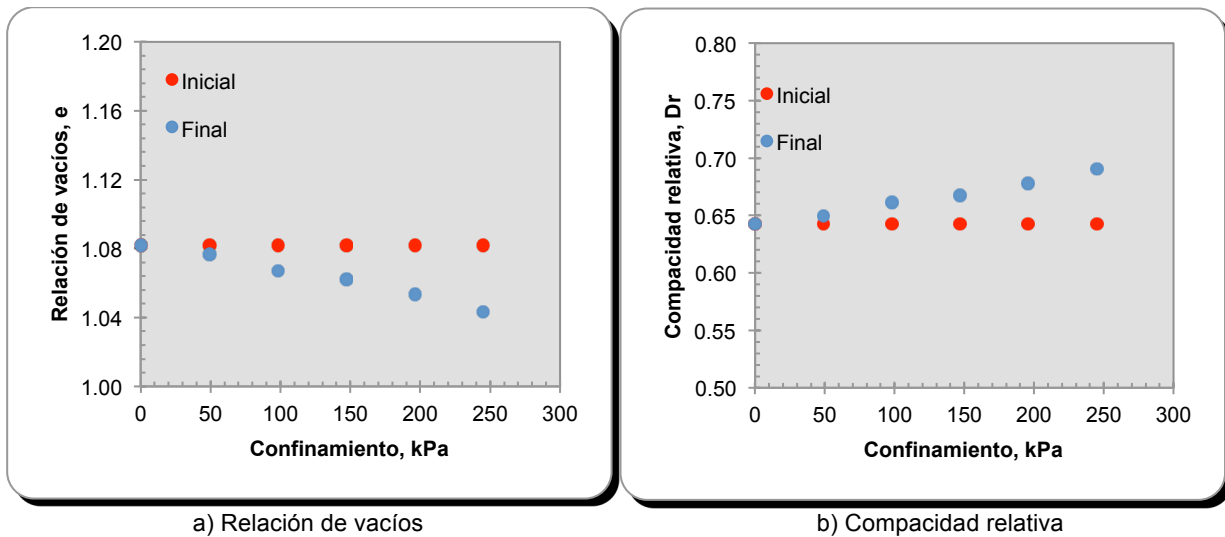 1.20
1.16
1.12
1.08
1.04
1.00
Relación de vacíos, e
Inicial
Final
0 50 100 150 200 250 300
Confinamiento, kPa
a) Relación de vacíos
0.80
0.75
0.70
0.65
0.60
0.55
0.50
Compacidad relativa, Dr
Inicial
Final
0 50 100 150 200 250 300
Confinamiento, kPa
b) Compacidad relativa